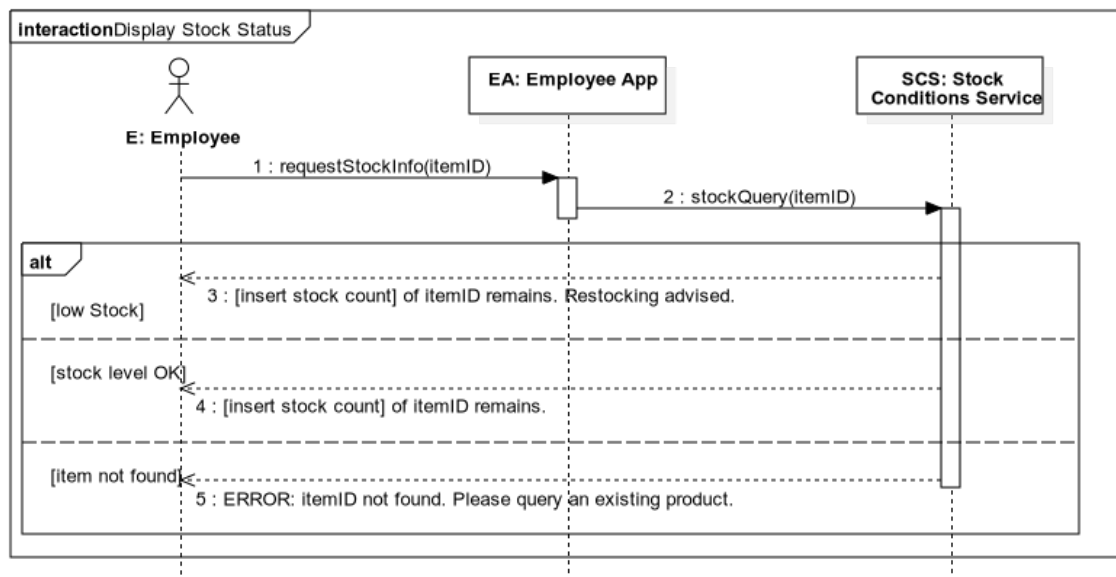 interactionDisplay Stock Status
EA: Employee App
SCS: Stock
Conditions Service
E: Employee
1 : requestStockInfo(itemID)
2 : stockQuery(itemID)
alt
3 : [insert stock count] of itemID remains. Restocking advised.
[low Stock]
[stock level OK]
4 : [insert stock count] of itemID remains.
[item not found]
5 : ERROR: itemID not found. Please query an existing product.